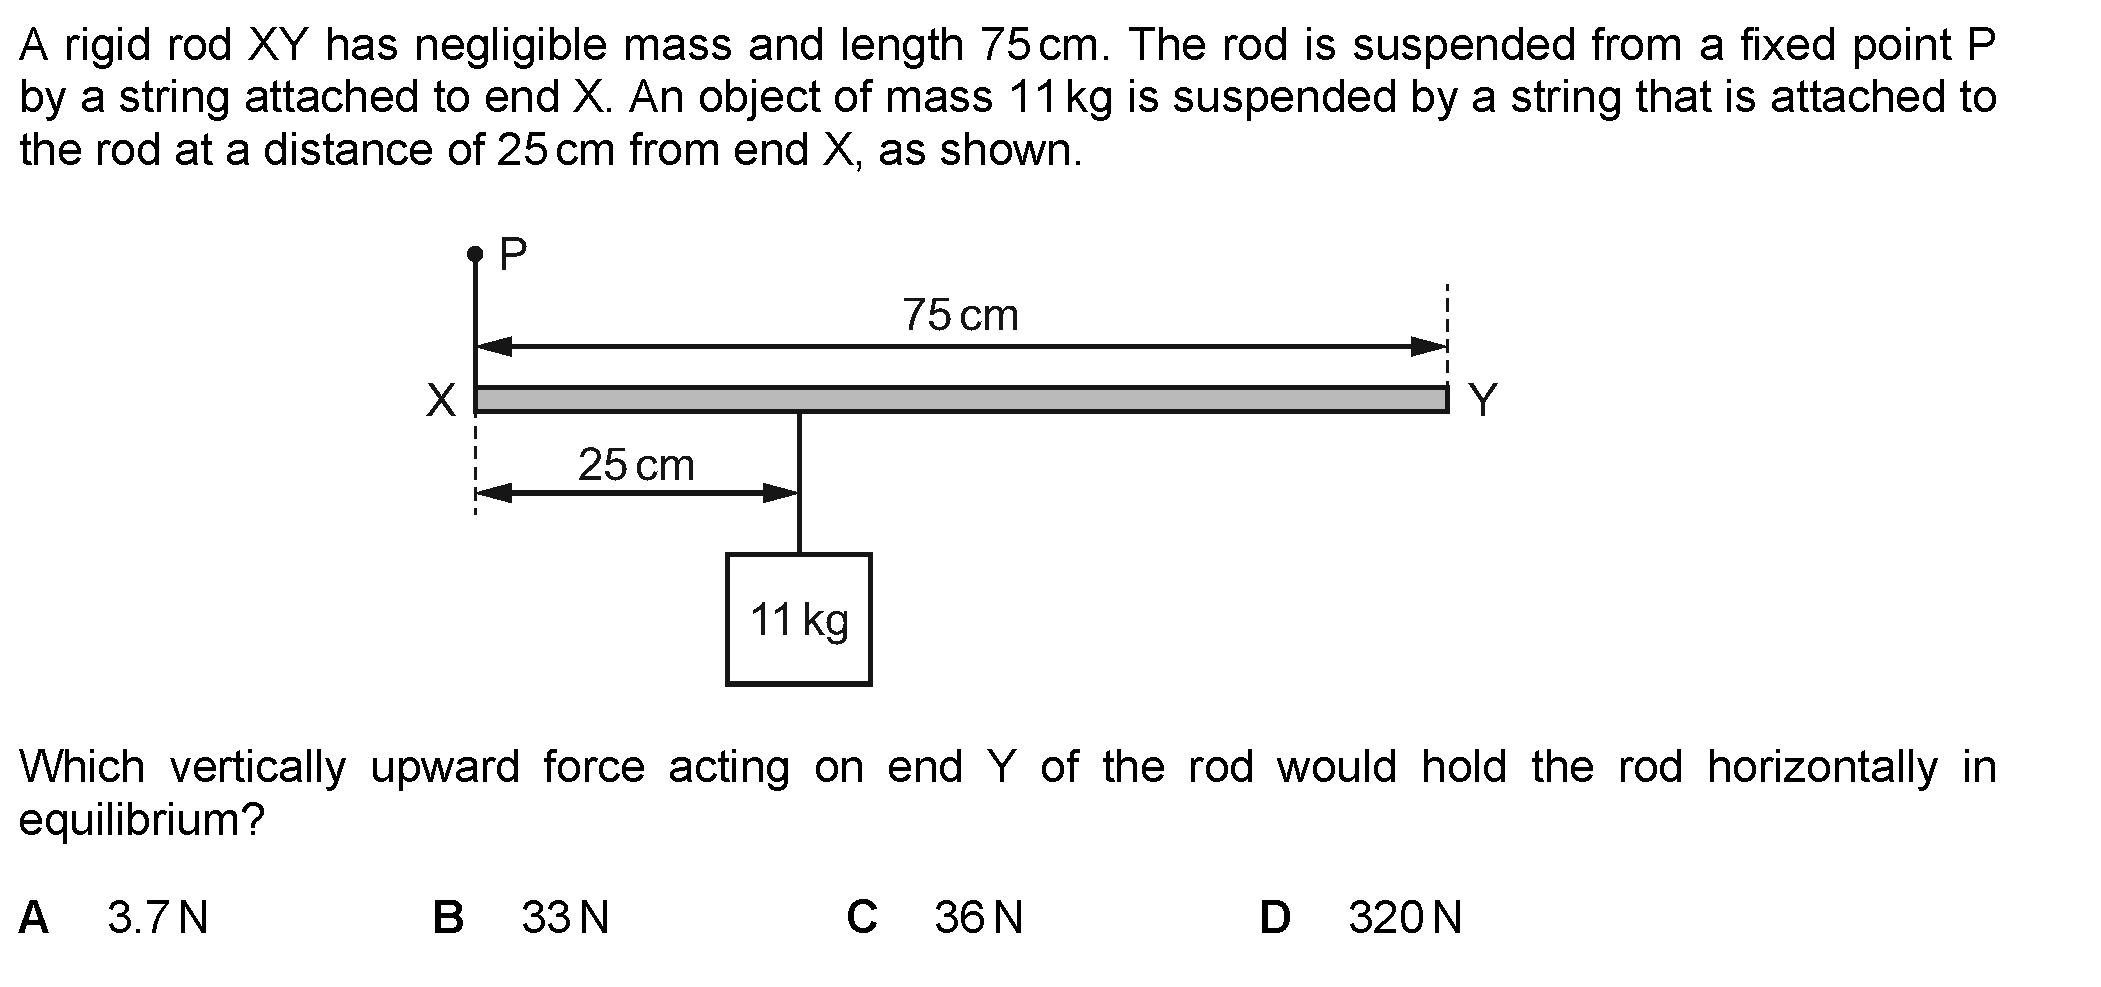 A rigid rod XY has negligible mass and length 75 cm. The rod is suspended from a fixed point P
by a string attached to end X. An object of mass 11 kg is suspended by a string that is attached to
the rod at a distance of 25 cm from end X, as shown.
P
75 cm
X
Y
25 cm
11 kg
Which vertically upward force acting on end Y of the rod would hold the rod horizontally in
equilibrium?
A 3.7 N B 33 N C 36 N D 320 N